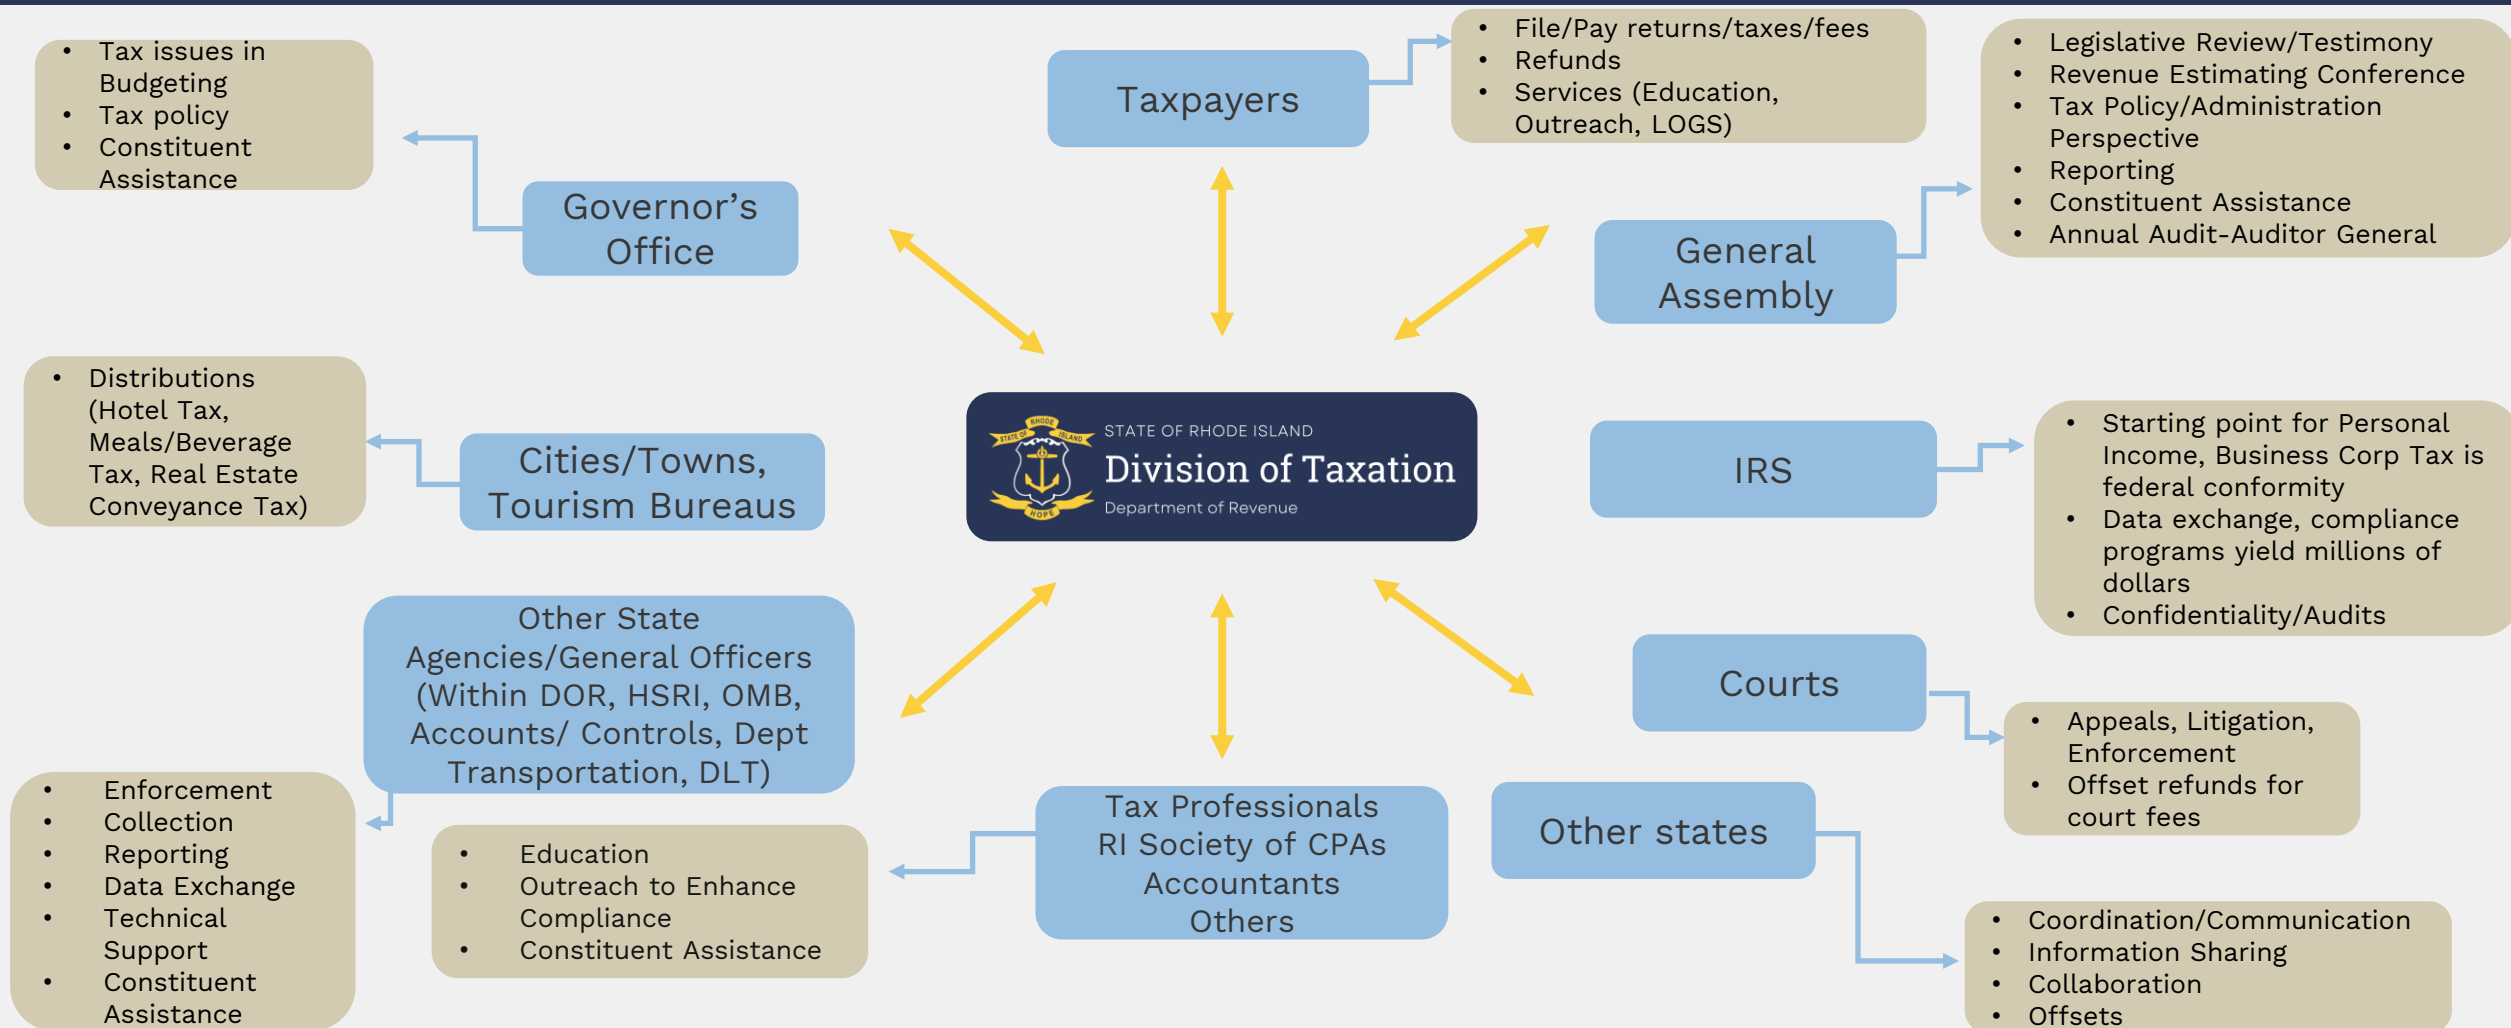 Tax issues in
Budgeting
Tax policy
Constituent
Assistance
Governor’s
Office
Taxpayers
File/Pay returns/taxes/fees
Refunds
Services (Education,
Outreach, LOGS)
General
Assembly
Legislative Review/Testimony
Revenue Estimating Conference
Tax Policy/Administration
Perspective
Reporting
Constituent Assistance
Annual Audit-Auditor General
Distributions
(Hotel Tax,
Meals/Beverage
Tax, Real Estate
Conveyance Tax)
Cities/Towns,
Tourism Bureaus
STATE OF RHODE ISLAND
HOPE
STATE OF RHODE ISLAND
Division of Taxation
Department of Revenue
IRS
Starting point for Personal
Income, Business Corp Tax is
federal conformity
Data exchange, compliance
programs yield millions of
dollars
Confidentiality/Audits
Other State
Agencies/General Officers
(Within DOR, HSRI, OMB,
Accounts/ Controls, Dept
Transportation, DLT)
Enforcement
Collection
Reporting
Data Exchange
Technical
Support
Constituent
Assistance
Education
Outreach to Enhance
Compliance
Constituent Assistance
Tax Professionals
RI Society of CPAs
Accountants
Others
Courts
Appeals, Litigation,
Enforcement
Offset refunds for
court fees
Other states
Coordination/Communication
Information Sharing
Collaboration
Offsets